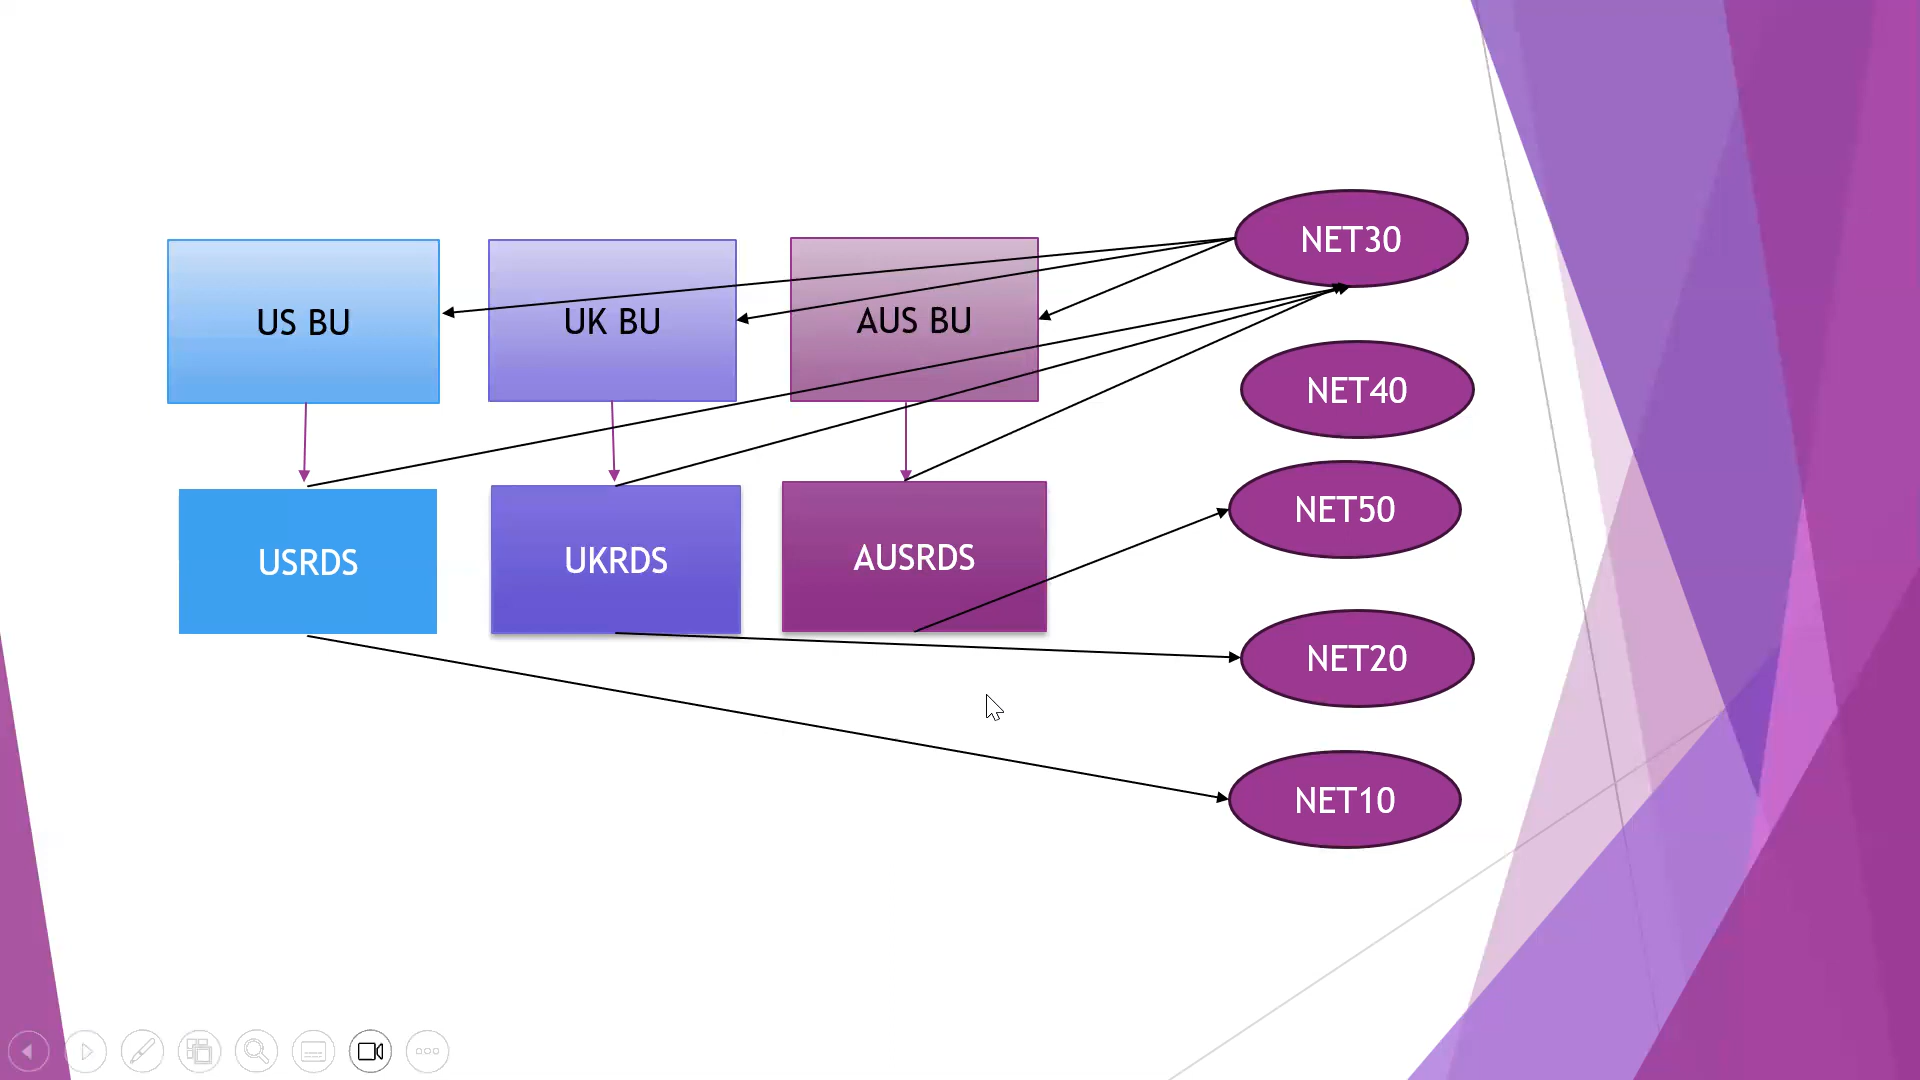 NET30
US BU
UK BU
AUS BU
NET40
NET50
USRDS
UKRDS
AUSRDS
NET20
NET10